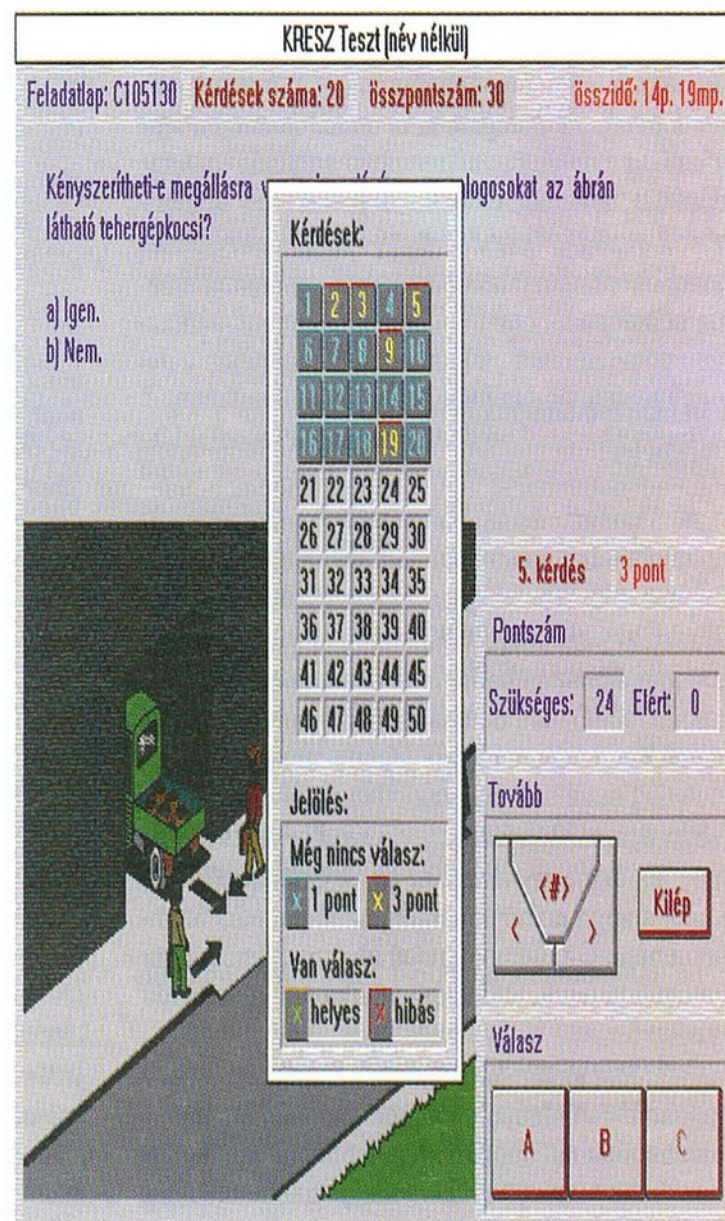 KRESZ Teszt (név nélkül)
Feladatlap: C105130 Kérdések száma: 20 összpontszám: 30 összidő: 14p. 19mp.
Kényszerítheti-e megállásra az ábrán
látható tehergépkocsi?
a) Igen.
b) Nem.
Kérdések:
1 2 3 4 5
6 7 8 9 10
11 12 13 14 15
16 17 18 19 20
21 22 23 24 25
26 27 28 29 30
31 32 33 34 35
36 37 38 39 40
41 42 43 44 45
46 47 48 49 50
Jelölés:
Még nincs válasz:
x 1 pont x 3 pont
Van válasz:
x helyes x hibás
5. kérdés 3 pont
Pontszám
Szükséges: 24 Elért: 0
Tovább
< <#> >
Kilép
Válasz
A B C